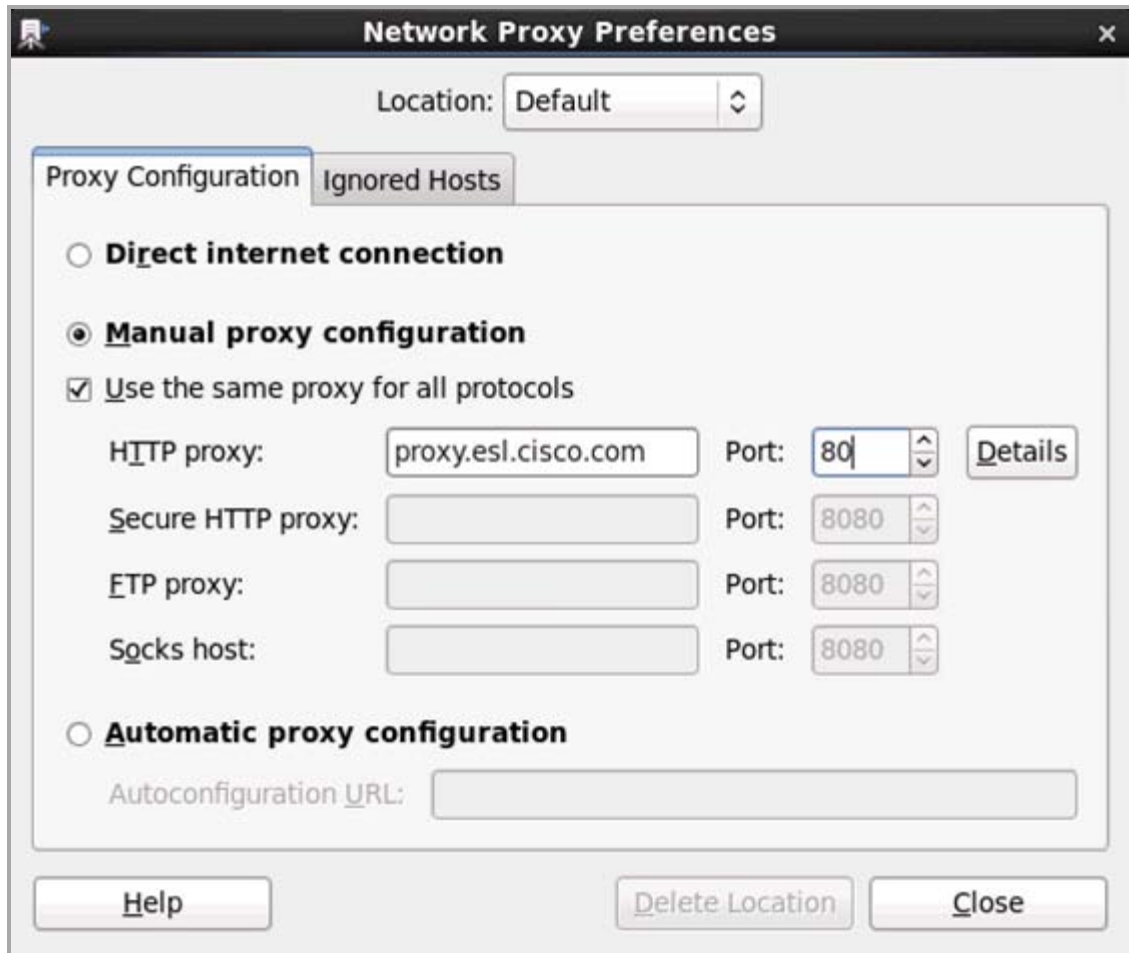 Network Proxy Preferences
Location: Default
Proxy Configuration Ignored Hosts
Direct internet connection
Manual proxy configuration
Use the same proxy for all protocols
HTTP proxy: proxy.esl.cisco.com Port: 80 Details
Secure HTTP proxy: Port: 8080
FTP proxy: Port: 8080
Socks host: Port: 8080
Automatic proxy configuration
Autoconfiguration URL:
Help Delete Location Close